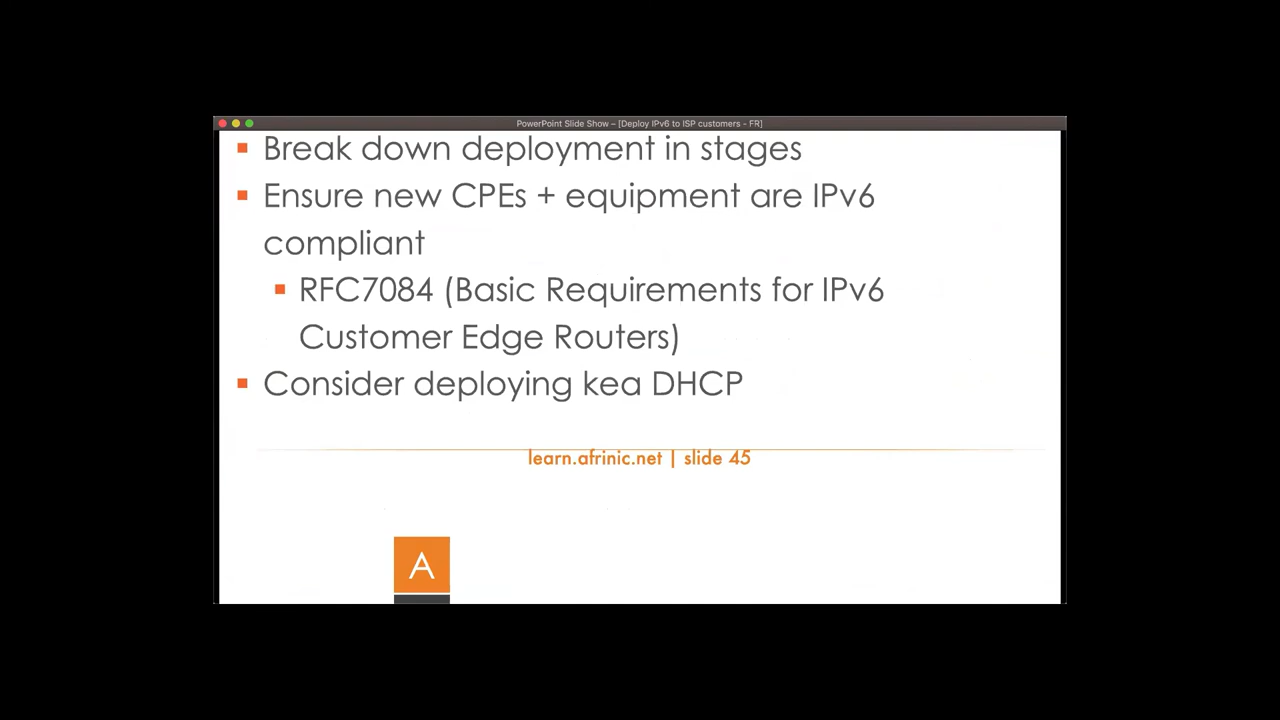 PowerPoint Slide Show – [Deploy IPv6 to ISP customers - FR]
Break down deployment in stages
Ensure new CPEs + equipment are IPv6
compliant
RFC7084 (Basic Requirements for IPv6
Customer Edge Routers)
Consider deploying kea DHCP
learn.afrinic.net | slide 45
A